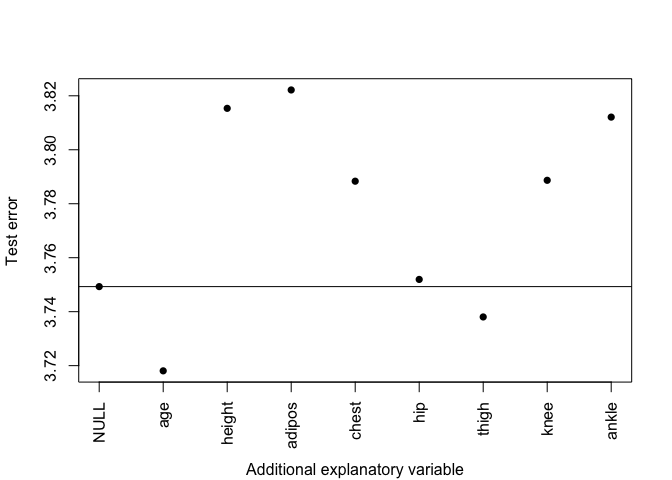 Test error
3.82
3.80
3.78
3.76
3.74
3.72
NULL
age
height
adipos
chest
hip
thigh
knee
ankle
Additional explanatory variable